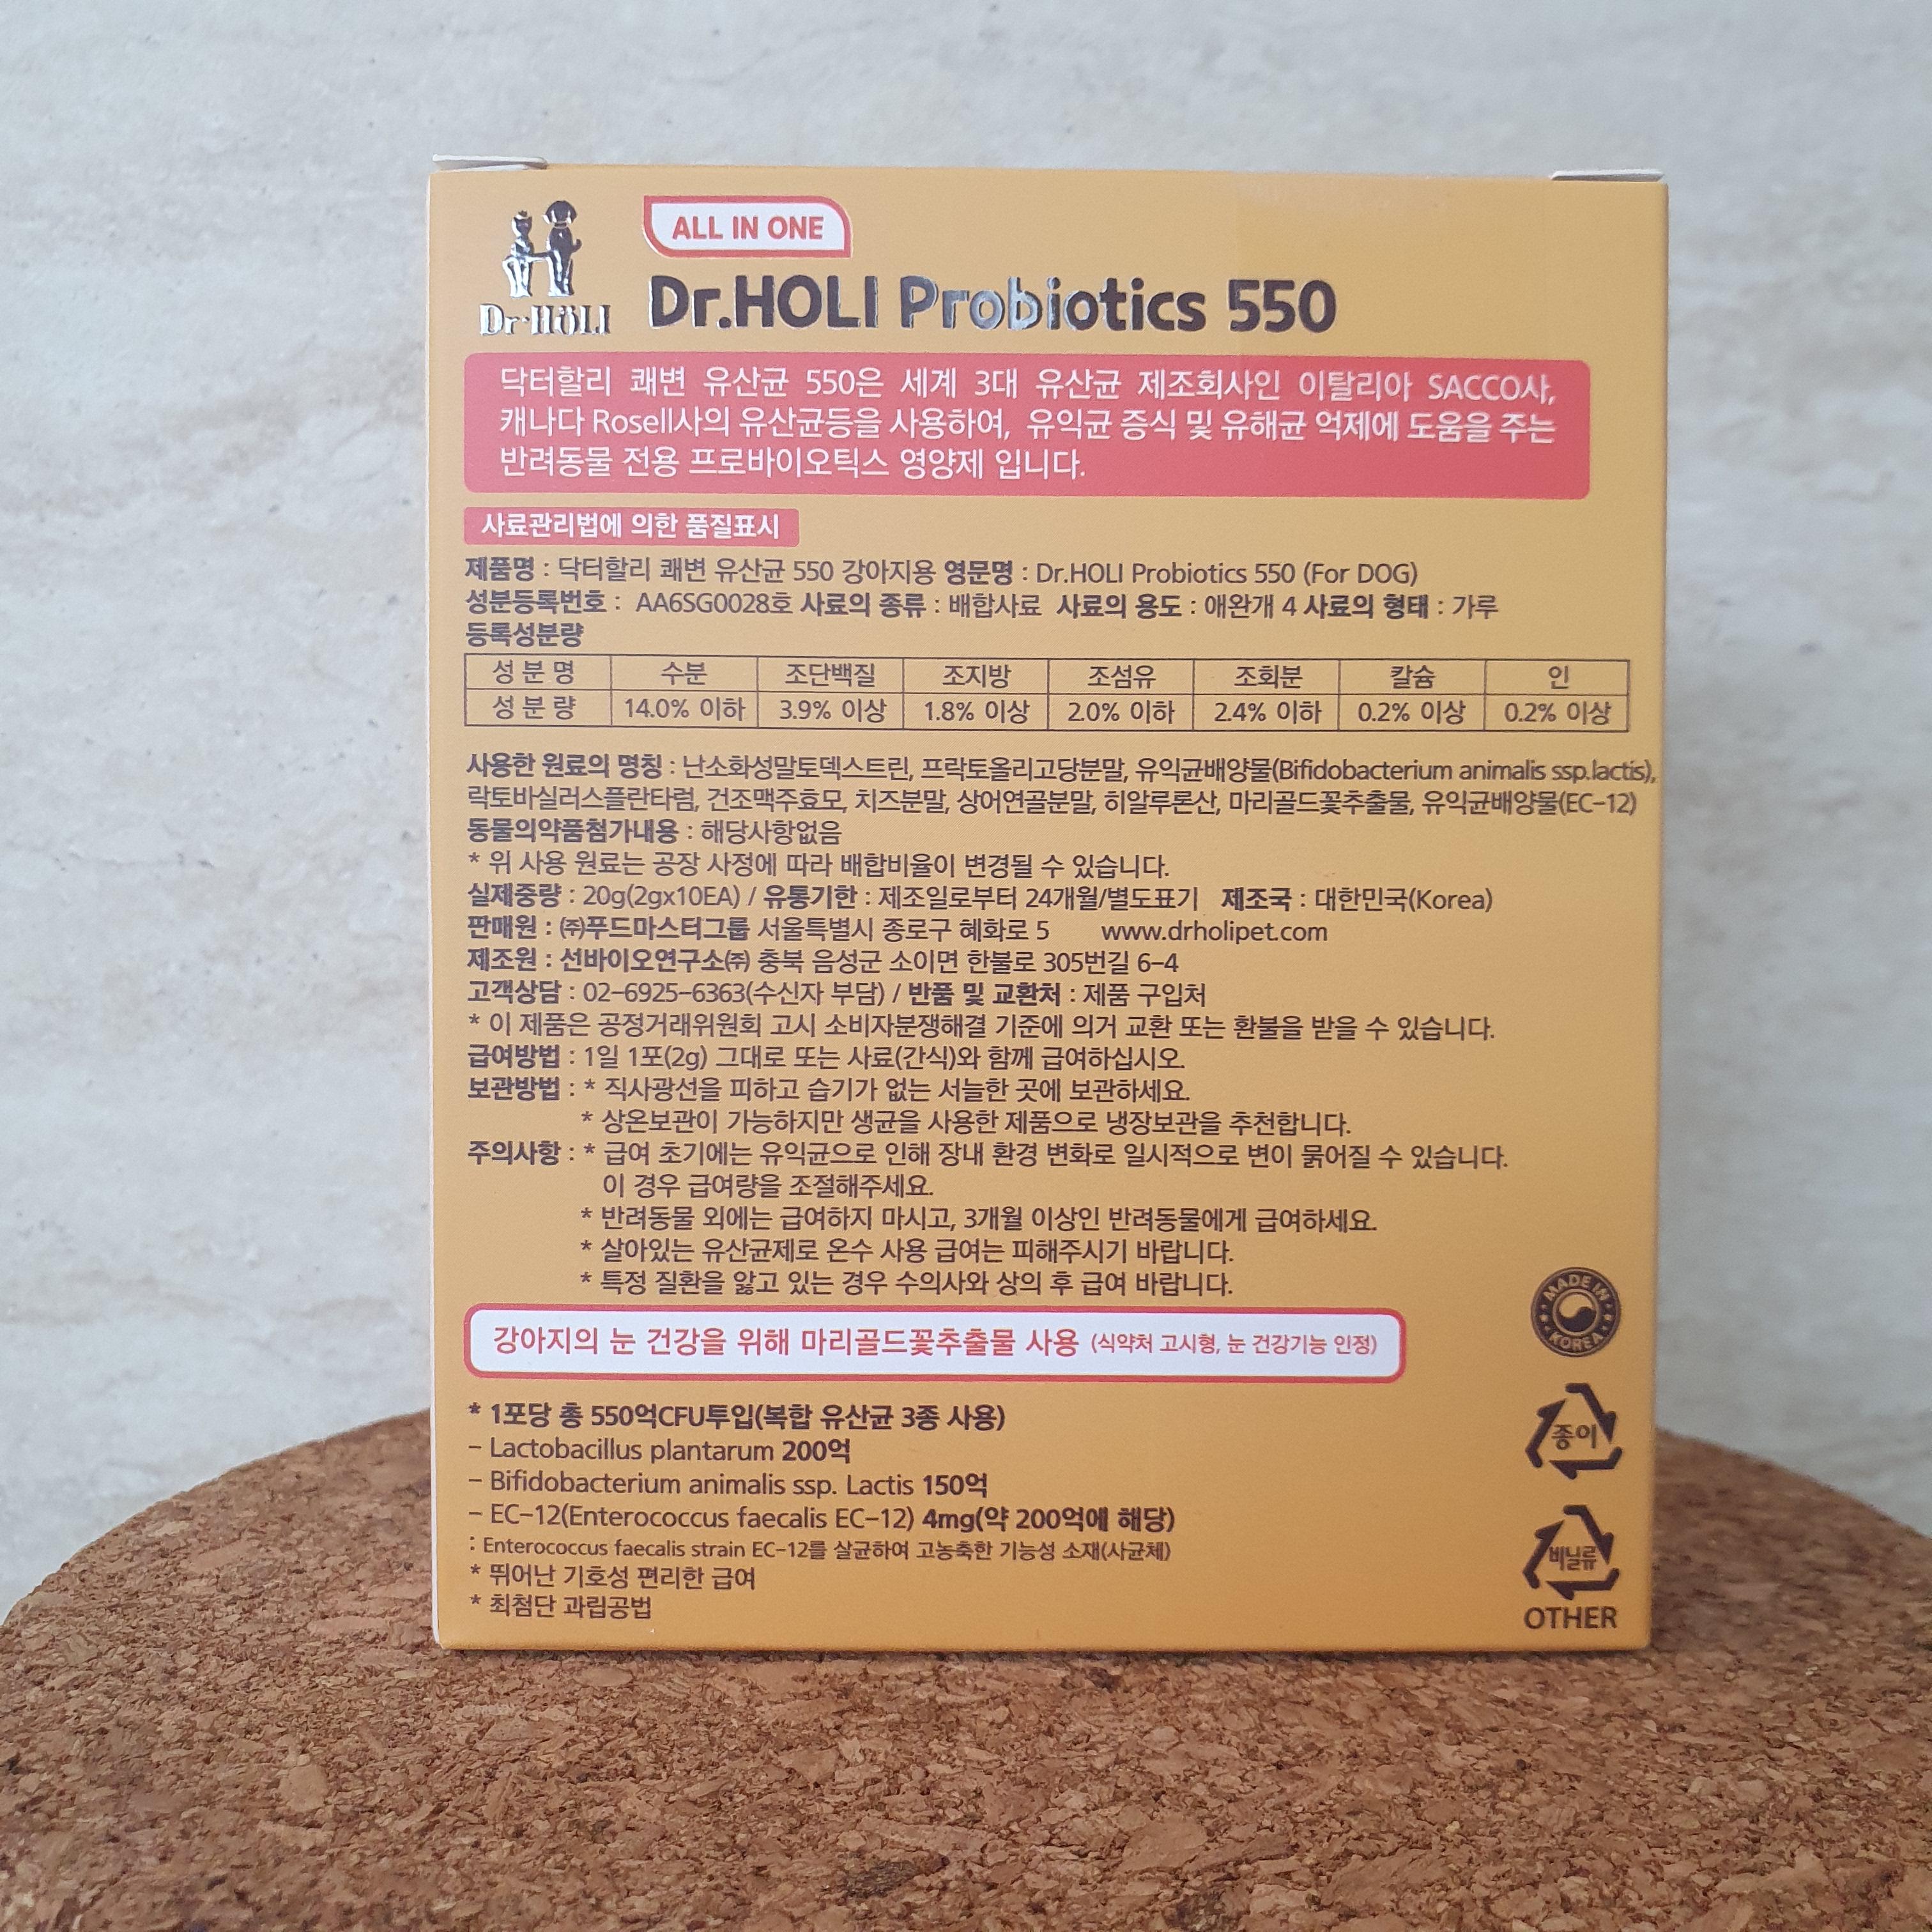 ALL IN ONE
Dr·HOLI
Dr.HOLI Probiotics 550
닥터할리 쾌변 유산균 550은 세계 3대 유산균 제조회사인 이탈리아 SACCO사,
캐나다 Rosell사의 유산균등을 사용하여, 유익균 증식 및 유해균 억제에 도움을 주는
반려동물 전용 프로바이오틱스 영양제 입니다.
사료관리법에 의한 품질표시
제품명 : 닥터할리 쾌변 유산균 550 강아지용 영문명 : Dr.HOLI Probiotics 550 (For DOG)
성분등록번호 : AA6SG0028호 사료의 종류 : 배합사료 사료의 용도 : 애완개 4 사료의 형태 : 가루
등록성분량
성 분 명 수분 조단백질 조지방 조섬유 조회분 칼슘 인
성 분 량 14.0% 이하 3.9% 이상 1.8% 이상 2.0% 이하 2.4% 이하 0.2% 이상 0.2% 이상
사용한 원료의 명칭 : 난소화성말토덱스트린, 프락토올리고당분말, 유익균배양물(Bifidobacterium animalis ssp.lactis),
락토바실러스플란타럼, 건조맥주효모, 치즈분말, 상어연골분말, 히알루론산, 마리골드꽃추출물, 유익균배양물(EC-12)
동물의약품첨가내용 : 해당사항없음
* 위 사용 원료는 공장 사정에 따라 배합비율이 변경될 수 있습니다.
실제중량 : 20g(2gx10EA) / 유통기한 : 제조일로부터 24개월/별도표기 제조국 : 대한민국(Korea)
판매원 : ㈜푸드마스터그룹 서울특별시 종로구 혜화로 5 www.drholipet.com
제조원 : 선바이오연구소㈜ 충북 음성군 소이면 한불로 305번길 6-4
고객상담 : 02-6925-6363(수신자 부담) / 반품 및 교환처 : 제품 구입처
* 이 제품은 공정거래위원회 고시 소비자분쟁해결 기준에 의거 교환 또는 환불을 받을 수 있습니다.
급여방법 : 1일 1포(2g) 그대로 또는 사료(간식)와 함께 급여하십시오.
보관방법 : * 직사광선을 피하고 습기가 없는 서늘한 곳에 보관하세요.
* 상온보관이 가능하지만 생균을 사용한 제품으로 냉장보관을 추천합니다.
주의사항 : * 급여 초기에는 유익균으로 인해 장내 환경 변화로 일시적으로 변이 묽어질 수 있습니다.
이 경우 급여량을 조절해주세요.
* 반려동물 외에는 급여하지 마시고, 3개월 이상인 반려동물에게 급여하세요.
* 살아있는 유산균제로 온수 사용 급여는 피해주시기 바랍니다.
* 특정 질환을 앓고 있는 경우 수의사와 상의 후 급여 바랍니다.
강아지의 눈 건강을 위해 마리골드꽃추출물 사용 (식약처 고시형, 눈 건강기능 인정)
MADE IN KOREA
* 1포당 총 550억CFU투입(복합 유산균 3종 사용)
- Lactobacillus plantarum 200억
- Bifidobacterium animalis ssp. Lactis 150억
- EC-12(Enterococcus faecalis EC-12) 4mg(약 200억에 해당)
: Enterococcus faecalis strain EC-12를 살균하여 고농축한 기능성 소재(사균체)
* 뛰어난 기호성 편리한 급여
* 최첨단 과립공법
종이
비닐류
OTHER